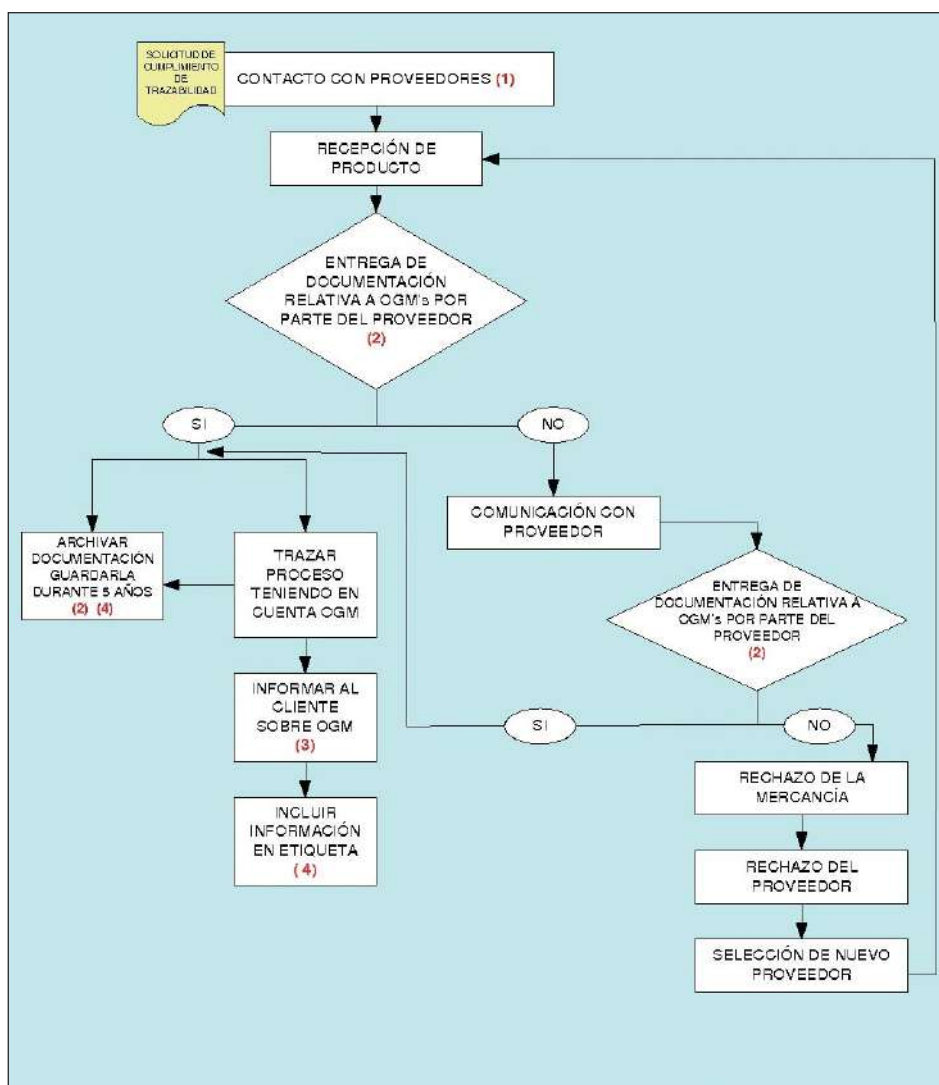 SOLICITUD DE
CUMPLIMIENTO
DE
TRAZABILIDAD
CONTACTO CON PROVEEDORES (1)
RECEPCIÓN DE
PRODUCTO
ENTREGA DE
DOCUMENTACIÓN
RELATIVA A OGM's POR
PARTE DEL PROVEEDOR
(2)
SI
NO
COMUNICACIÓN CON
PROVEEDOR
ARCHIVAR
DOCUMENTACIÓN
GUARDARLA
DURANTE 5 AÑOS
(2) (4)
TRAZAR
PROCESO
TENIENDO EN
CUENTA OGM
ENTREGA DE
DOCUMENTACIÓN RELATIVA A
OGM's POR PARTE DEL
PROVEEDOR
(2)
INFORMAR AL
CLIENTE
SOBRE OGM
(3)
SI
NO
RECHAZO DE LA
MERCANCÍA
INCLUIR
INFORMACIÓN
EN ETIQUETA
(4)
RECHAZO DEL
PROVEEDOR
SELECCIÓN DE NUEVO
PROVEEDOR